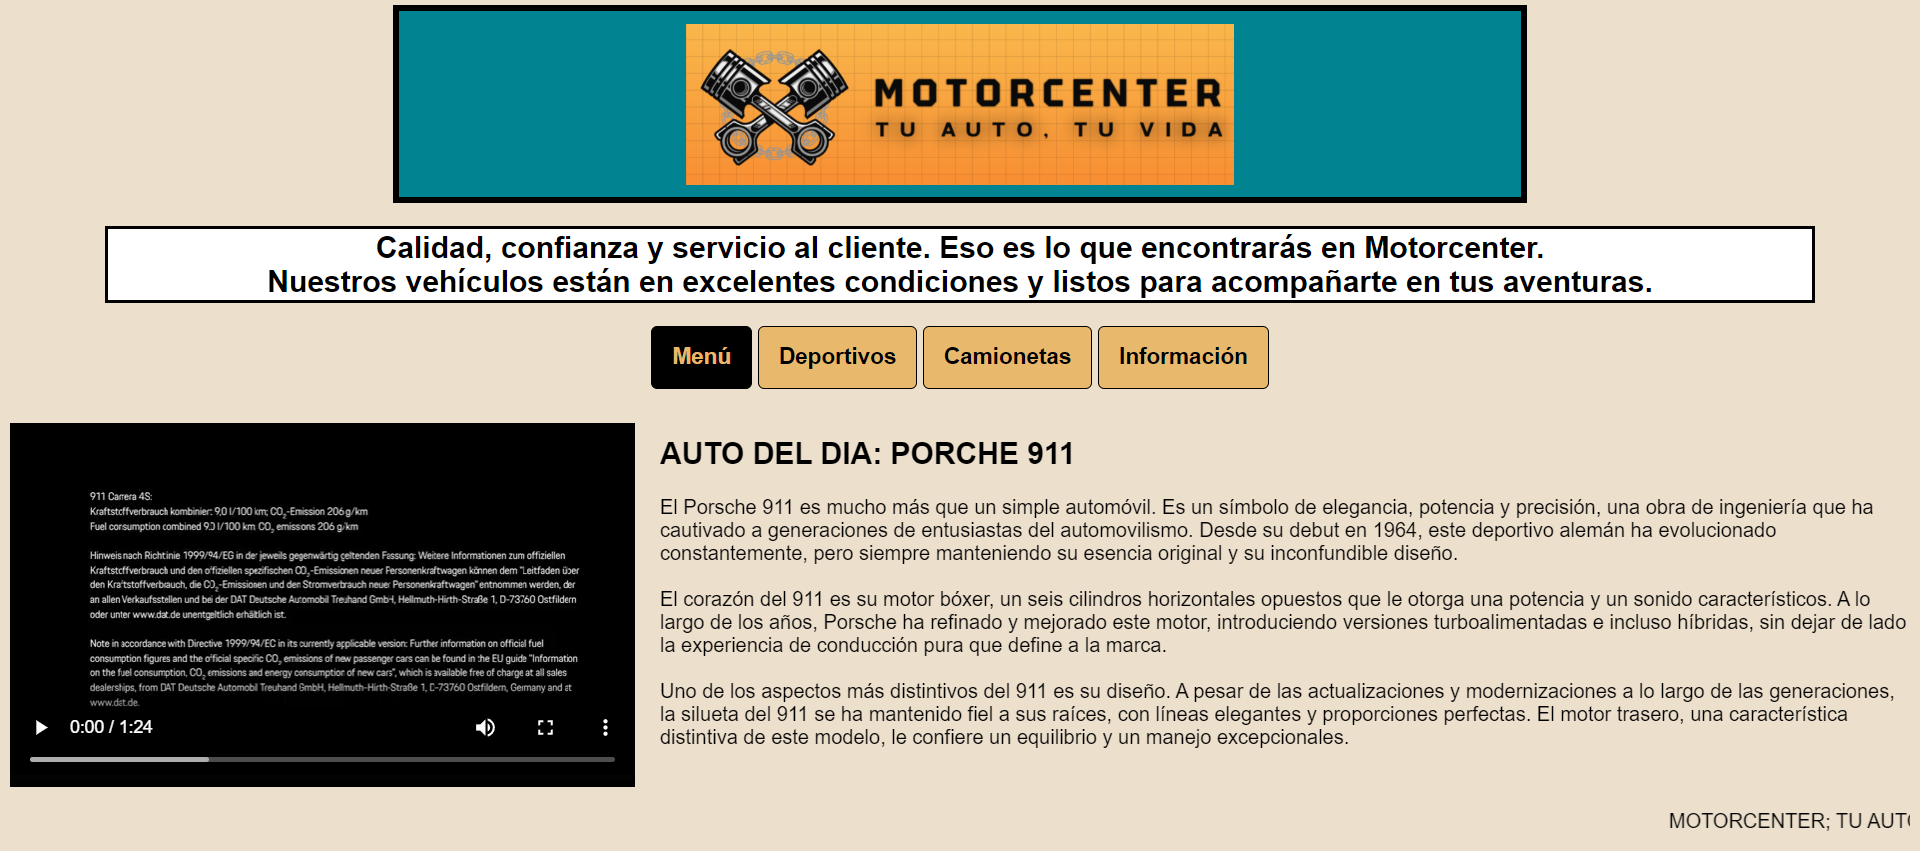 MOTORCENTER
TU AUTO, TU VIDA
Calidad, confianza y servicio al cliente. Eso es lo que encontrarás en Motorcenter.
Nuestros vehículos están en excelentes condiciones y listos para acompañarte en tus aventuras.
Menú Deportivos Camionetas Información
911 Carrera 4S:
Kraftstoffverbrauch kombinier: 9,0 l/100 km; CO₂-Emission 206 g/km
Fuel consumption combined 9.0 l/100 km CO₂ emissions 206 g/km
Hinweis nach Richtinie 1999/94/EG in der jeweils gegenwärtig geltenden Fassung: Weitere Informationen zum offiziellen
Kraftstoffverbrauch und den offiziellen spezifischen CO₂-Emissionen neuer Personenkraftwagen können dem "Leitfaden über
den Kraftstoffverbrauch, die CO₂-Emissionen und den Stromverbrauch neuer Personenkraftwagen" entnommen werden, der
an allen Verkaufsstellen und bei der DAT Deutsche Automobil Treuhand GmbH, Hellmuth-Hirth-Straße 1, D-73760 Ostfildern
oder unter www.dat.de unentgeltlich erhältlich ist.
Note in accordance with Directive 1999/94/EC in its currently applicable version: Further information on official fuel
consumption figures and the official specific CO₂ emissions of new passenger cars can be found in the EU guide "Information
on the fuel consumption, CO₂ emissions and energy consumption of new cars", which is available free of charge at all sales
dealerships, from DAT Deutsche Automobil Treuhand GmbH, Hellmuth-Hirth-Straße 1, D-73760 Ostfildern, Germany and at
www.dat.de.
0:00 / 1:24
AUTO DEL DIA: PORCHE 911
El Porsche 911 es mucho más que un simple automóvil. Es un símbolo de elegancia, potencia y precisión, una obra de ingeniería que ha
cautivado a generaciones de entusiastas del automovilismo. Desde su debut en 1964, este deportivo alemán ha evolucionado
constantemente, pero siempre manteniendo su esencia original y su inconfundible diseño.
El corazón del 911 es su motor bóxer, un seis cilindros horizontales opuestos que le otorga una potencia y un sonido característicos. A lo
largo de los años, Porsche ha refinado y mejorado este motor, introduciendo versiones turboalimentadas e incluso híbridas, sin dejar de lado
la experiencia de conducción pura que define a la marca.
Uno de los aspectos más distintivos del 911 es su diseño. A pesar de las actualizaciones y modernizaciones a lo largo de las generaciones,
la silueta del 911 se ha mantenido fiel a sus raíces, con líneas elegantes y proporciones perfectas. El motor trasero, una característica
distintiva de este modelo, le confiere un equilibrio y un manejo excepcionales.
MOTORCENTER; TU AUTO